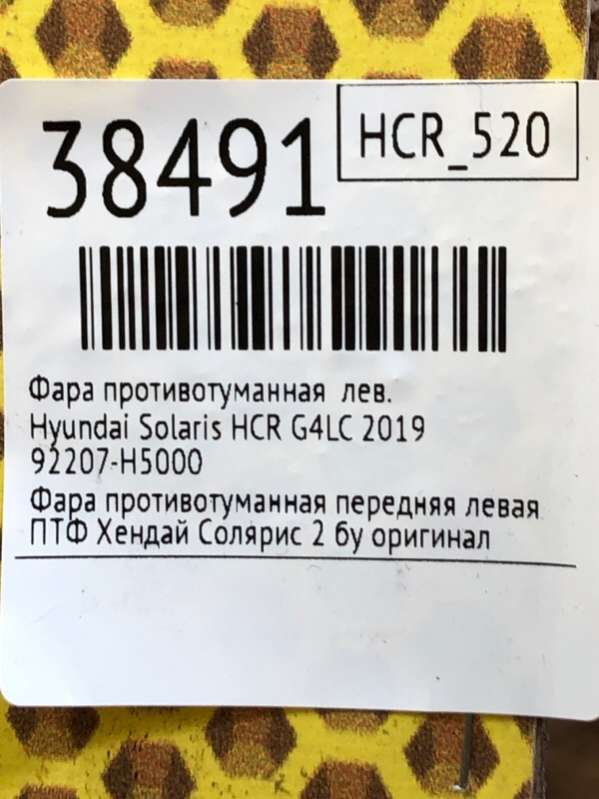 38491
HCR_520
Фара противотуманная лев.
Hyundai Solaris HCR G4LC 2019
92207-H5000
Фара противотуманная передняя левая
ПТФ Хендай Солярис 2 бу оригинал